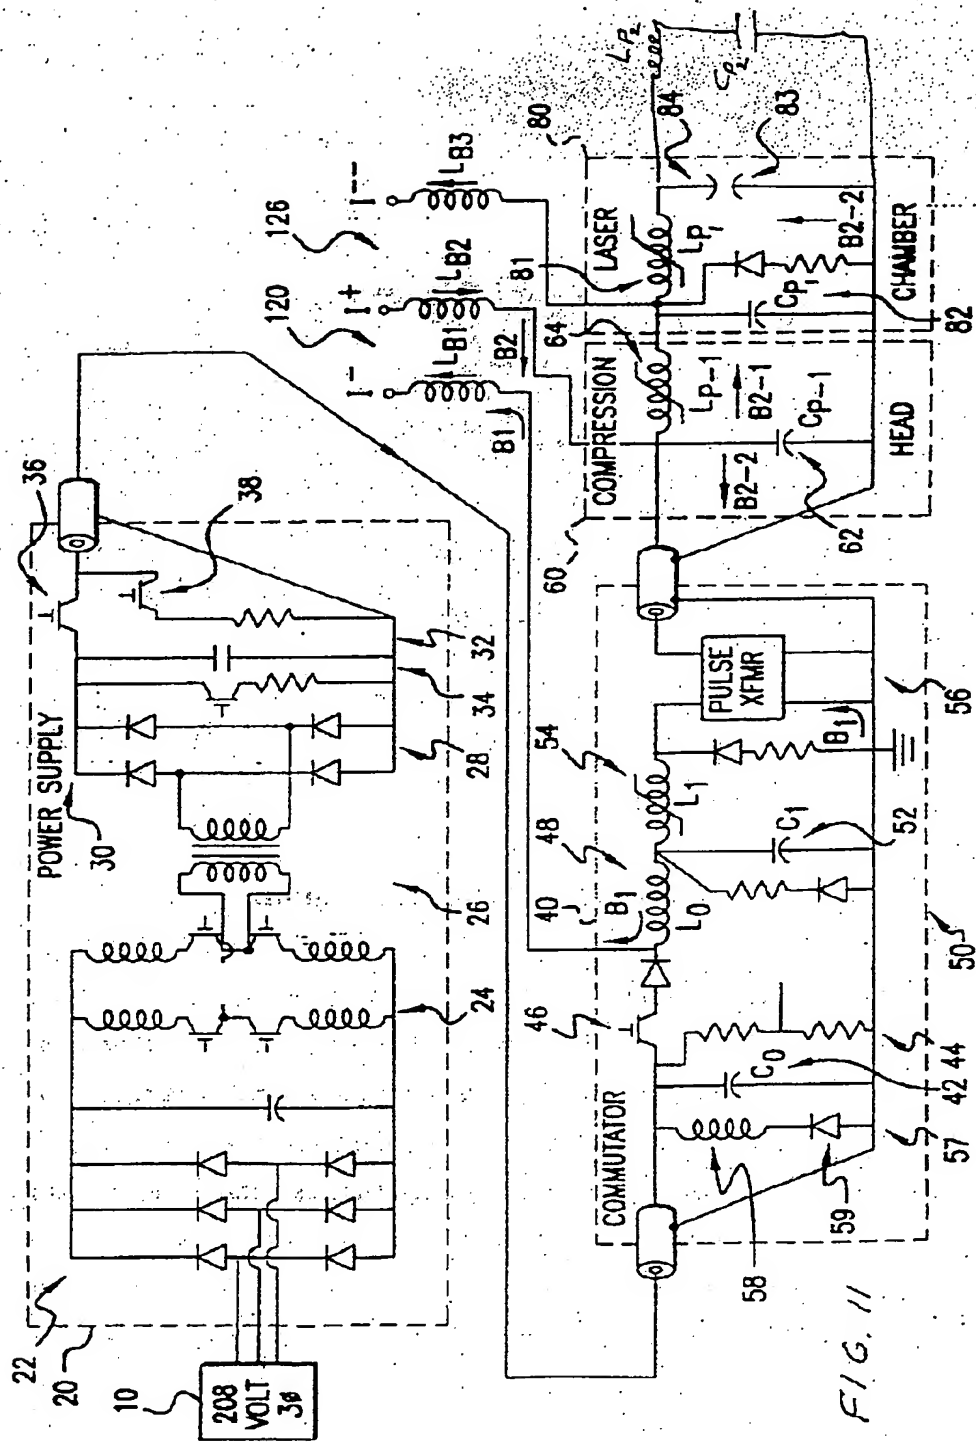 22
20
10
208
VOLT
3ø
POWER SUPPLY
30
24
26
28
34
32
36
38
120
126
I-
I+
I--
LB1
LB2
LB3
B1
B2
COMMUTATOR
46
40
48
54
B1
L0
L1
C0
C1
PULSE
XFMR
B1
58
59
57
42
44
50
52
56
60
COMPRESSION
HEAD
64
LP-1
B2-1
B2-2
CP-1
62
80
LASER
CHAMBER
81
84
83
LP1
CP1
B2-2
82
LP2
CP2
FIG. 11